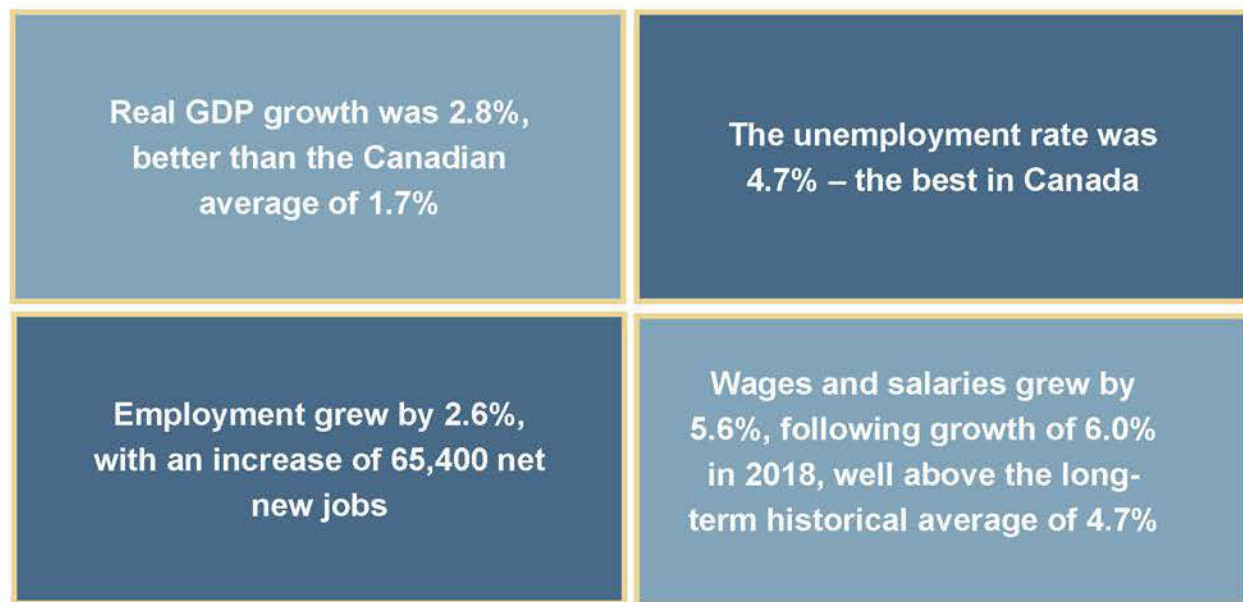 Real GDP growth was 2.8%,
better than the Canadian
average of 1.7%
The unemployment rate was
4.7% – the best in Canada
Employment grew by 2.6%,
with an increase of 65,400 net
new jobs
Wages and salaries grew by
5.6%, following growth of 6.0%
in 2018, well above the long-
term historical average of 4.7%